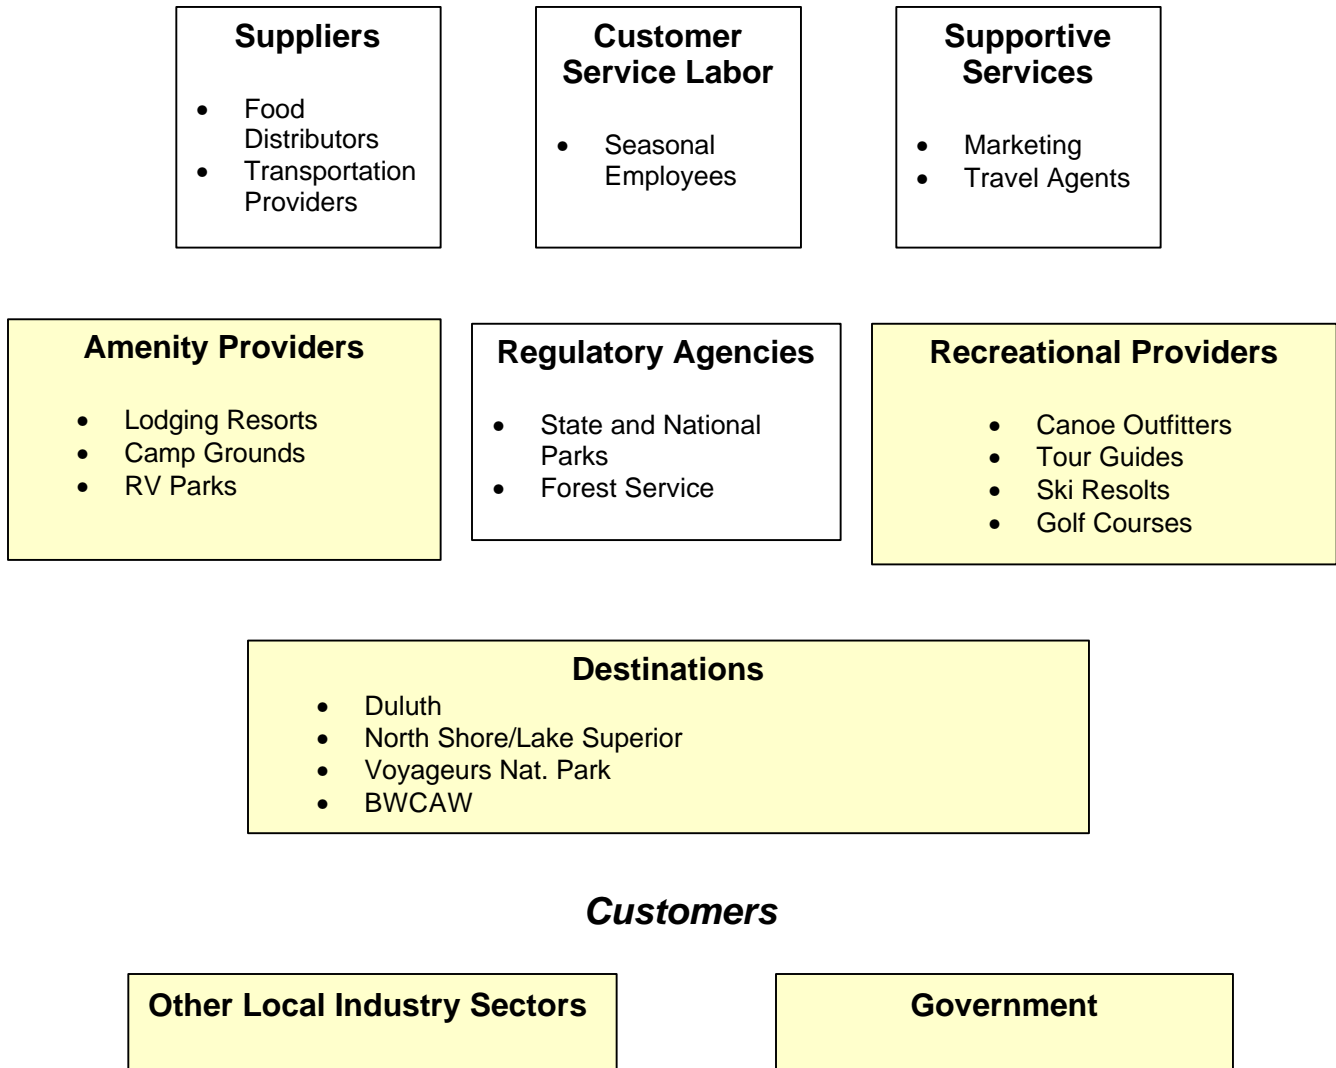 Suppliers
• Food
Distributors
• Transportation
Providers
Customer
Service Labor
• Seasonal
Employees
Supportive
Services
• Marketing
• Travel Agents
Amenity Providers
• Lodging Resorts
• Camp Grounds
• RV Parks
Regulatory Agencies
• State and National
Parks
• Forest Service
Recreational Providers
• Canoe Outfitters
• Tour Guides
• Ski Resolts
• Golf Courses
Destinations
• Duluth
• North Shore/Lake Superior
• Voyageurs Nat. Park
• BWCAW
Customers
Other Local Industry Sectors
Government